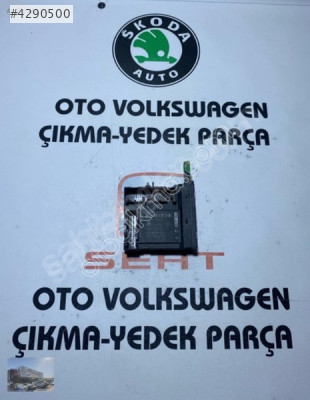 #4290500
ŠKODA
AUTO
OTO VOLKSWAGEN
ÇIKMA-YEDEK PARÇA
SEAT
OTO VOLKSWAGEN
ÇIKMA-YEDEK PARÇA